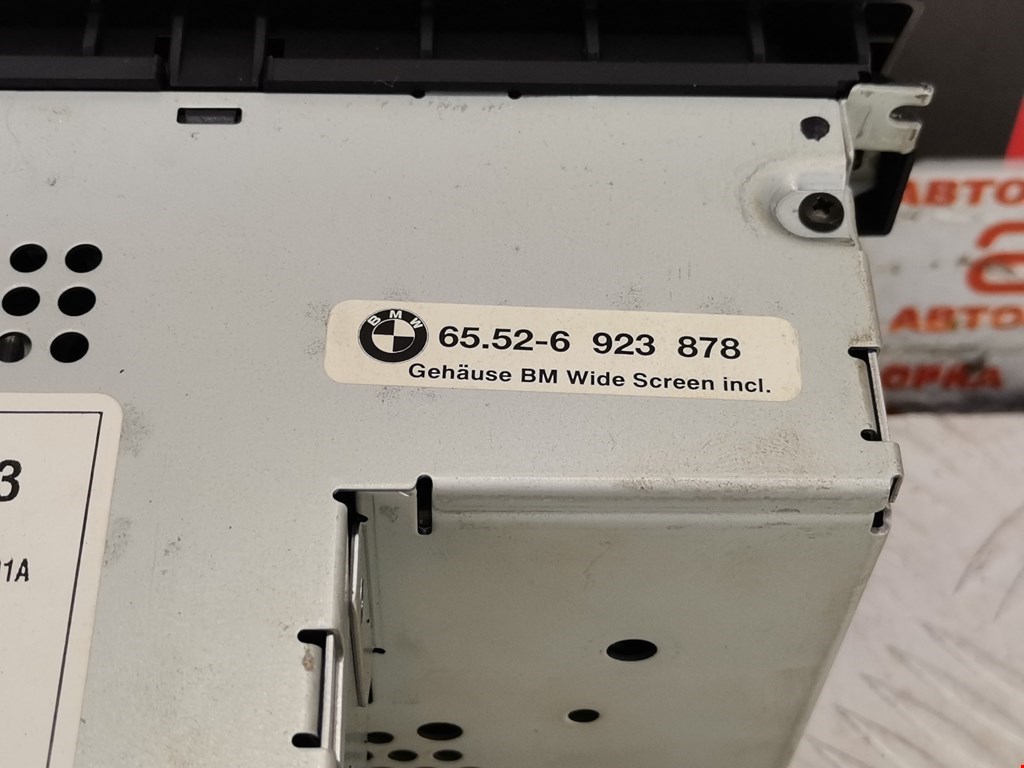 BMW
65.52-6 923 878
Gehäuse BM Wide Screen incl.
3
1A
АВТО
АВТО
ОРКА